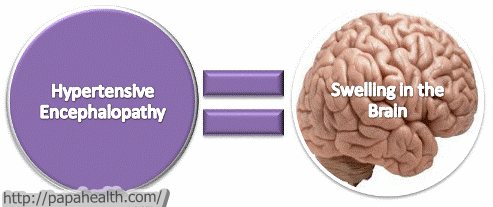 Hypertensive
Encephalopathy
Swelling in the
Brain
http://papahealth.com/